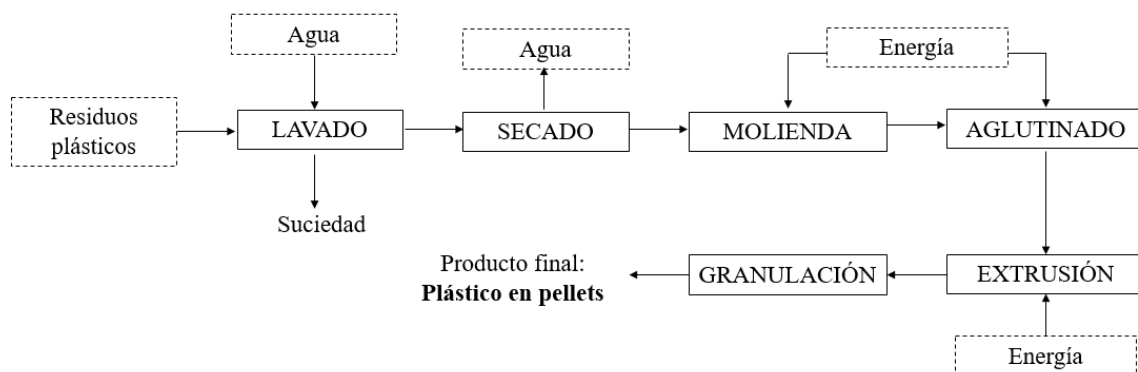 Agua
Agua
Energía
Residuos
plásticos
LAVADO
SECADO
MOLIENDA
AGLUTINADO
Suciedad
Producto final:
Plástico en pellets
GRANULACIÓN
EXTRUSIÓN
Energía